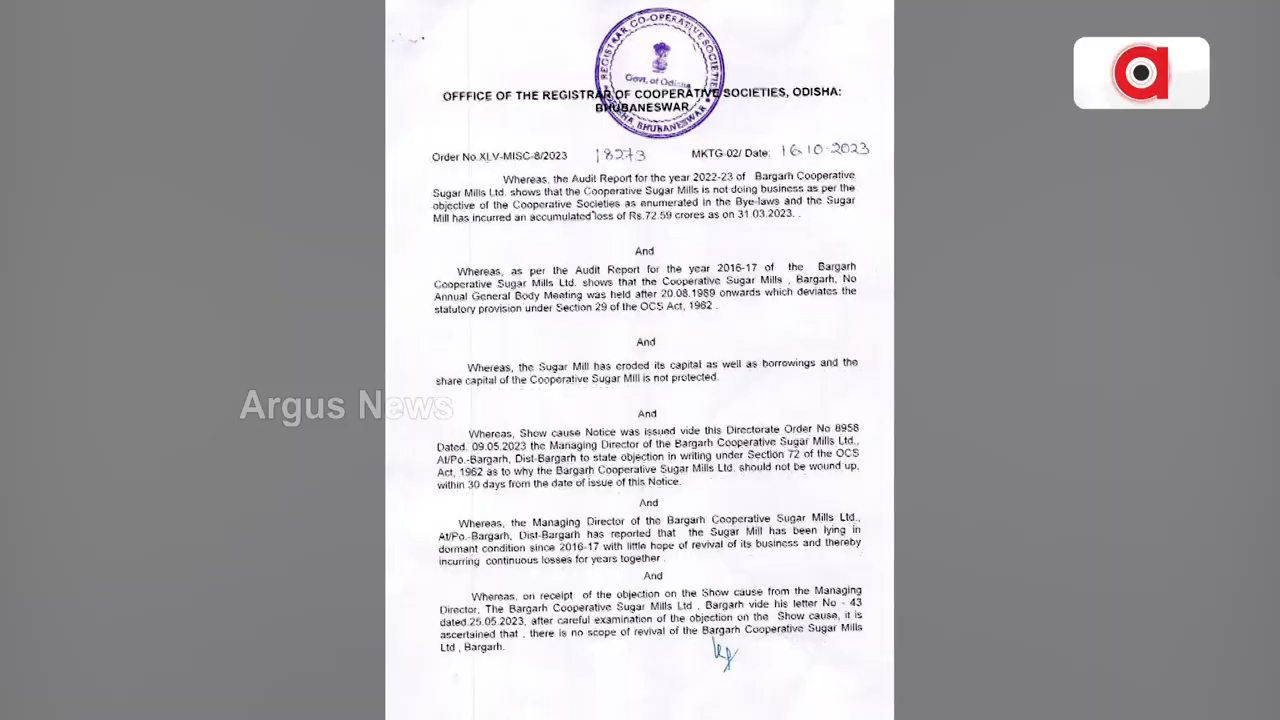 REGISTRAR CO-OPERATIVE SOCIETIES
Govt. of Odisha
ODISHA, BHUBANESWAR
OFFFICE OF THE REGISTRAR OF COOPERATIVE SOCIETIES, ODISHA:
BHUBANESWAR
Order No.XLV-MISC-8/2023 18273 MKTG-02/ Date: 16-10-2023
Whereas, the Audit Report for the year 2022-23 of Bargarh Cooperative
Sugar Mills Ltd. shows that the Cooperative Sugar Mills is not doing business as per the
objective of the Cooperative Societies as enumerated in the Bye-laws and the Sugar
Mill has incurred an accumulated loss of Rs.72.59 crores as on 31.03.2023. .
And
Whereas, as per the Audit Report for the year 2016-17 of the Bargarh
Cooperative Sugar Mills Ltd. shows that the Cooperative Sugar Mills , Bargarh, No
Annual General Body Meeting was held after 20.08.1989 onwards which deviates the
statutory provision under Section 29 of the OCS Act, 1962 .
And
Whereas, the Sugar Mill has eroded its capital as well as borrowings and the
share capital of the Cooperative Sugar Mill is not protected.
And
Whereas, Show cause Notice was issued vide this Directorate Order No 8958
Dated. 09.05.2023 the Managing Director of the Bargarh Cooperative Sugar Mills Ltd.,
At/Po.-Bargarh, Dist-Bargarh to state objection in writing under Section 72 of the OCS
Act, 1962 as to why the Bargarh Cooperative Sugar Mills Ltd. should not be wound up,
within 30 days from the date of issue of this Notice.
And
Whereas, the Managing Director of the Bargarh Cooperative Sugar Mills Ltd.,
At/Po.-Bargarh, Dist-Bargarh has reported that the Sugar Mill has been lying in
dormant condition since 2016-17 with little hope of revival of its business and thereby
incurring continuous losses for years together .
And
Whereas, on receipt of the objection on the Show cause from the Managing
Director, The Bargarh Cooperative Sugar Mills Ltd , Bargarh vide his letter No - 43
dated.25.05.2023, after careful examination of the objection on the Show cause, it is
ascertained that , there is no scope of revival of the Bargarh Cooperative Sugar Mills
Ltd , Bargarh.
Argus News
a